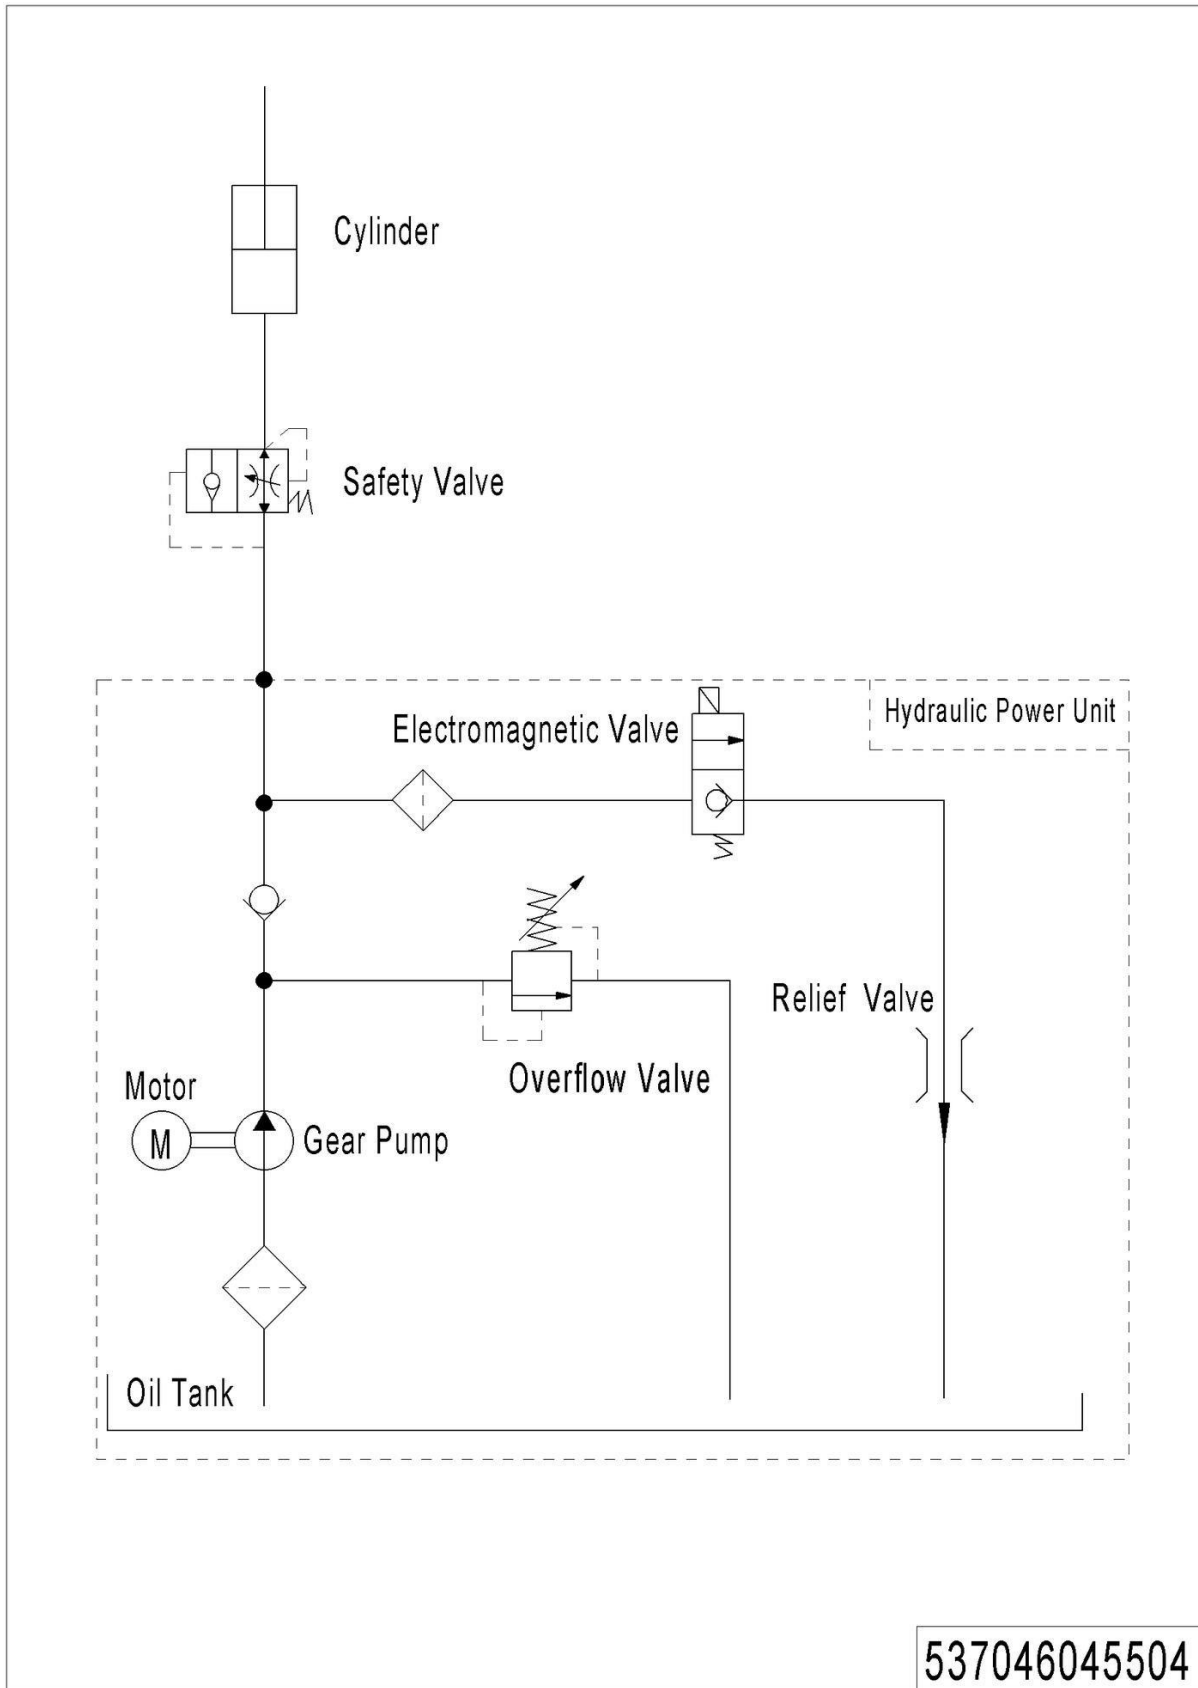 Cylinder
Safety Valve
Hydraulic Power Unit
Electromagnetic Valve
Relief Valve
Overflow Valve
Motor
M
Gear Pump
Oil Tank
537046045504